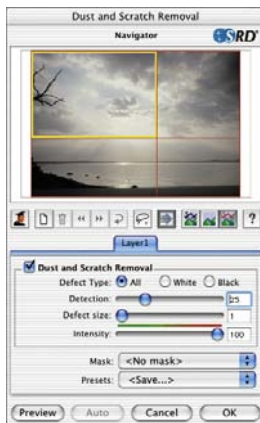 Dust and Scratch Removal
Navigator
SRD
?
Layer1
Dust and Scratch Removal
Defect Type: All White Black
Detection: 25
Defect size: 1
Intensity: 100
Mask: <No mask>
Presets: <Save...>
Preview Auto Cancel OK